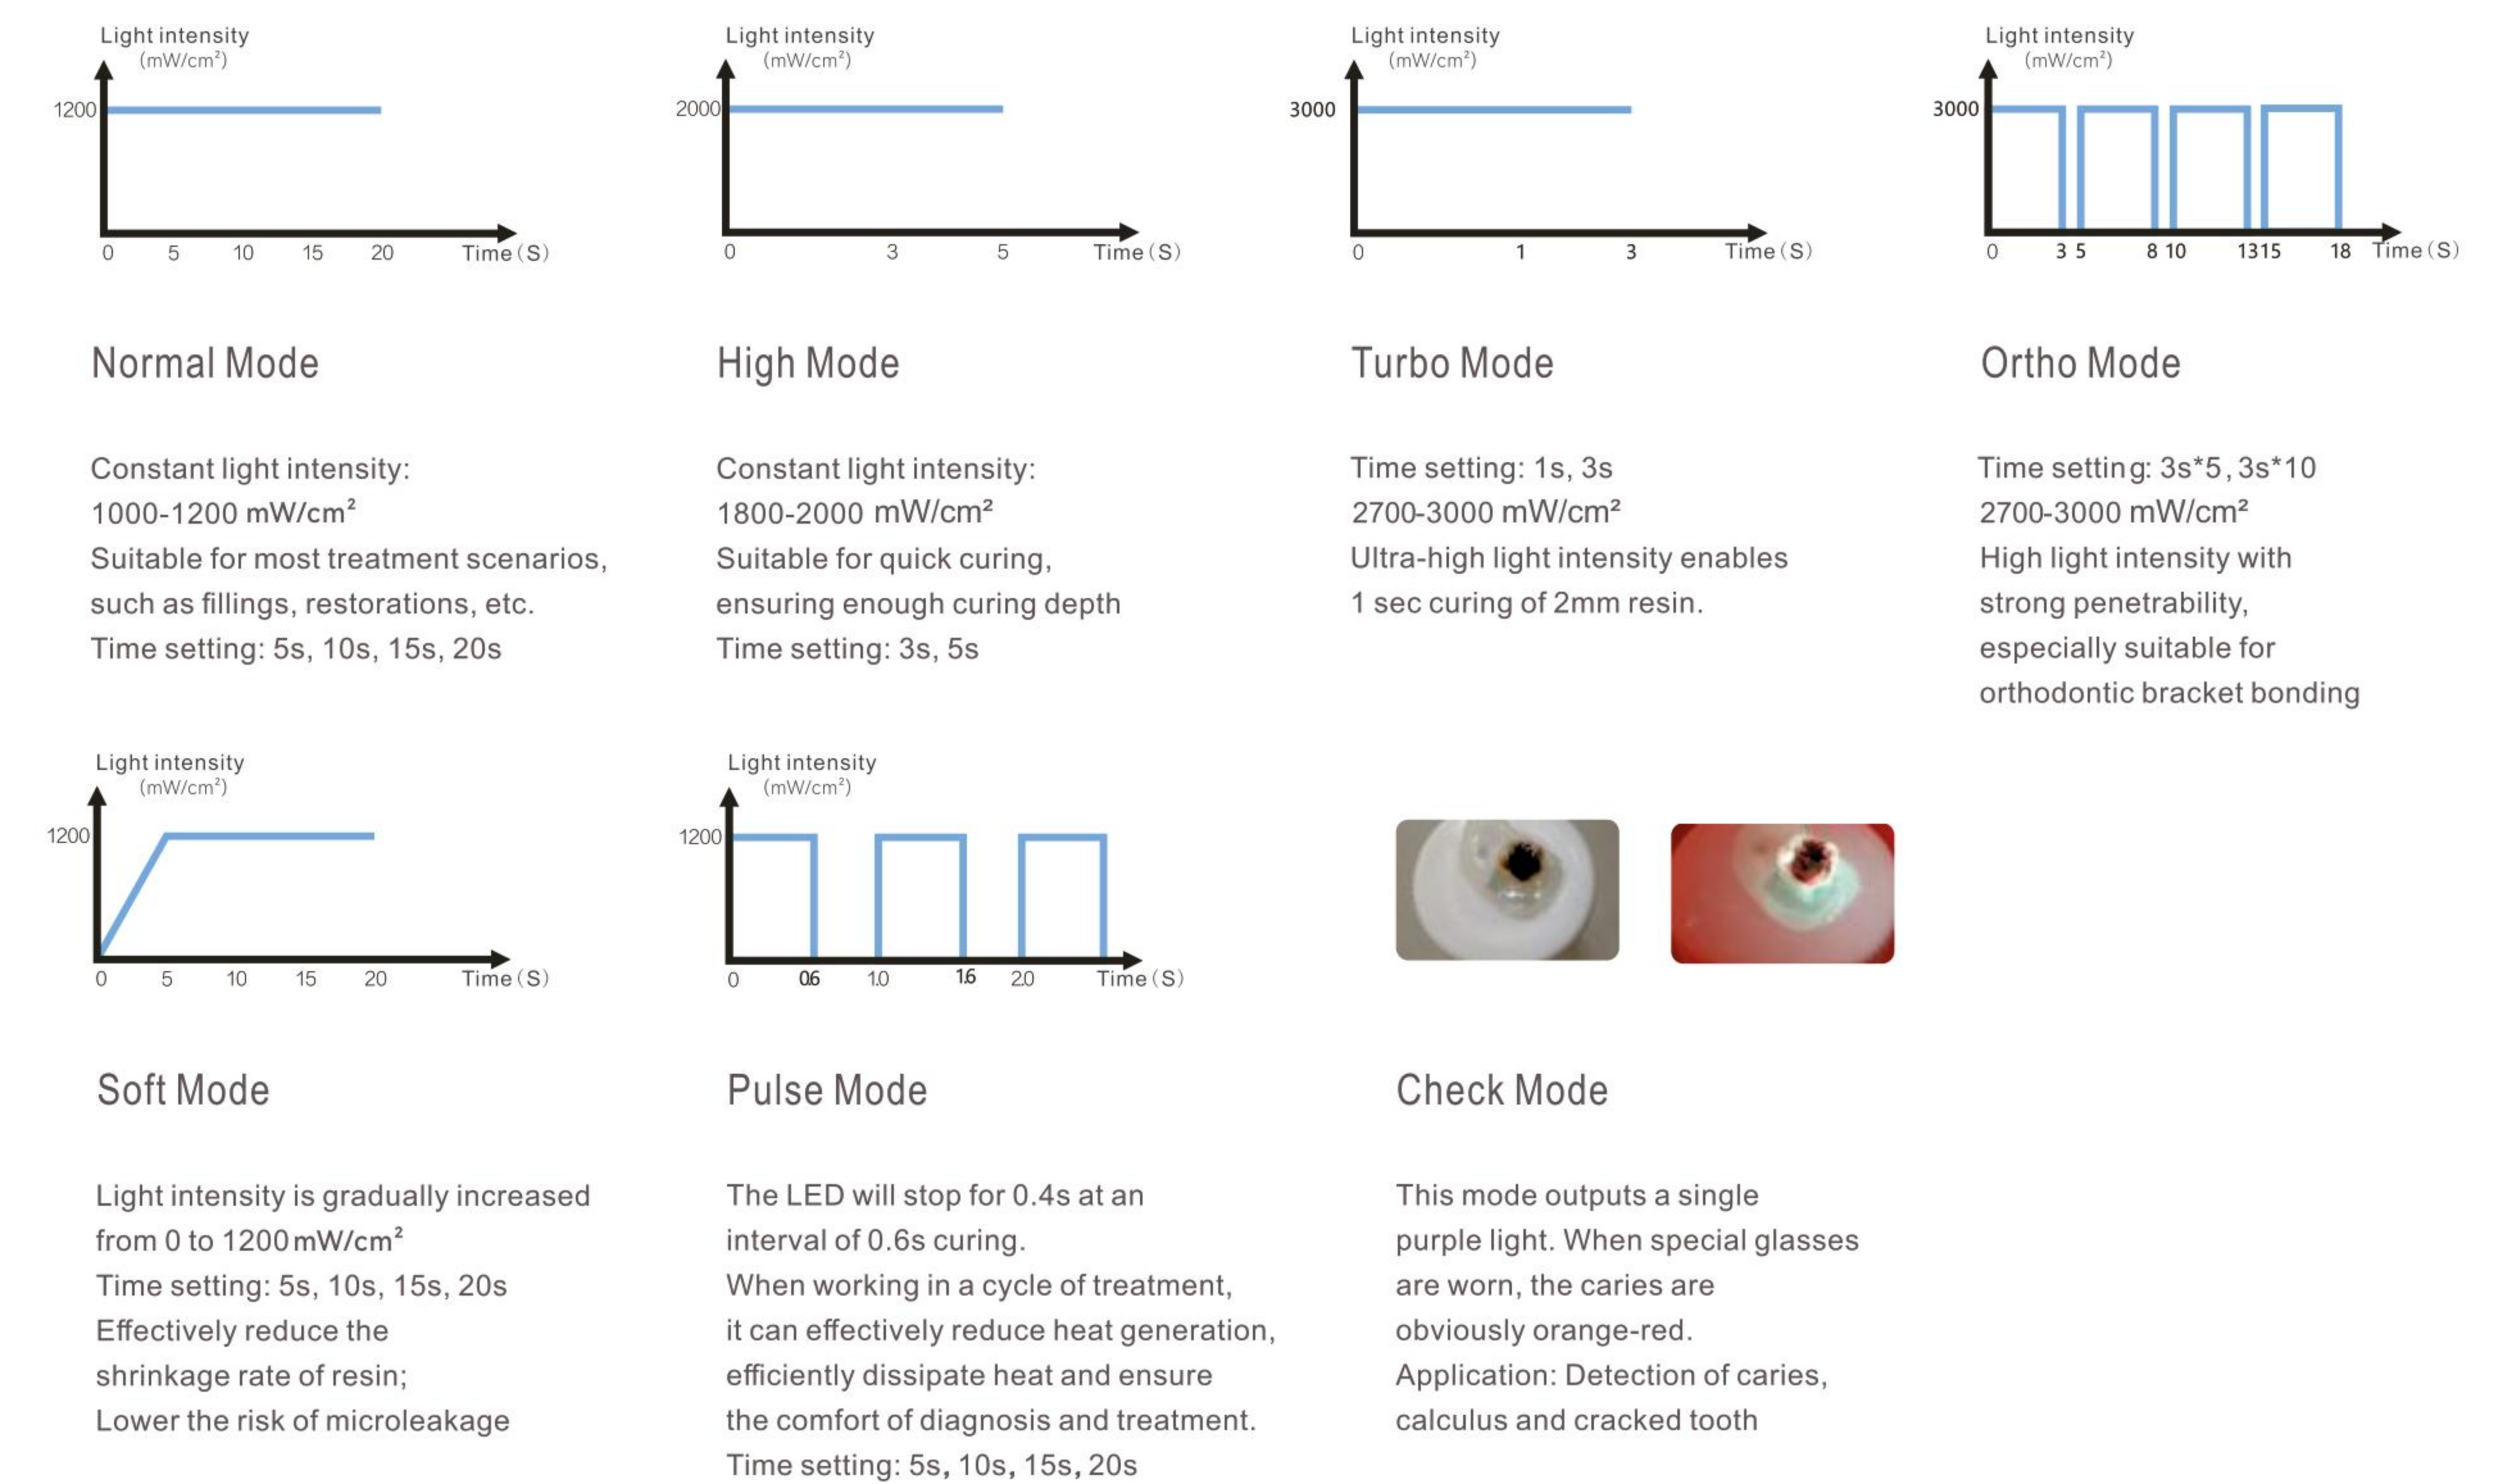 Light intensity
(mW/cm²)
1200
0 5 10 15 20 Time(S)
Normal Mode
Constant light intensity:
1000-1200 mW/cm²
Suitable for most treatment scenarios,
such as fillings, restorations, etc.
Time setting: 5s, 10s, 15s, 20s
Light intensity
(mW/cm²)
2000
0 3 5 Time(S)
High Mode
Constant light intensity:
1800-2000 mW/cm²
Suitable for quick curing,
ensuring enough curing depth
Time setting: 3s, 5s
Light intensity
(mW/cm²)
3000
0 1 3 Time(S)
Turbo Mode
Time setting: 1s, 3s
2700-3000 mW/cm²
Ultra-high light intensity enables
1 sec curing of 2mm resin.
Light intensity
(mW/cm²)
3000
0 3 5 8 10 13 15 18 Time(S)
Ortho Mode
Time setting: 3s*5, 3s*10
2700-3000 mW/cm²
High light intensity with
strong penetrability,
especially suitable for
orthodontic bracket bonding
Light intensity
(mW/cm²)
1200
0 5 10 15 20 Time(S)
Soft Mode
Light intensity is gradually increased
from 0 to 1200mW/cm²
Time setting: 5s, 10s, 15s, 20s
Effectively reduce the
shrinkage rate of resin;
Lower the risk of microleakage
Light intensity
(mW/cm²)
1200
0 0.6 1.0 1.6 2.0 Time(S)
Pulse Mode
The LED will stop for 0.4s at an
interval of 0.6s curing.
When working in a cycle of treatment,
it can effectively reduce heat generation,
efficiently dissipate heat and ensure
the comfort of diagnosis and treatment.
Time setting: 5s, 10s, 15s, 20s
Check Mode
This mode outputs a single
purple light. When special glasses
are worn, the caries are
obviously orange-red.
Application: Detection of caries,
calculus and cracked tooth